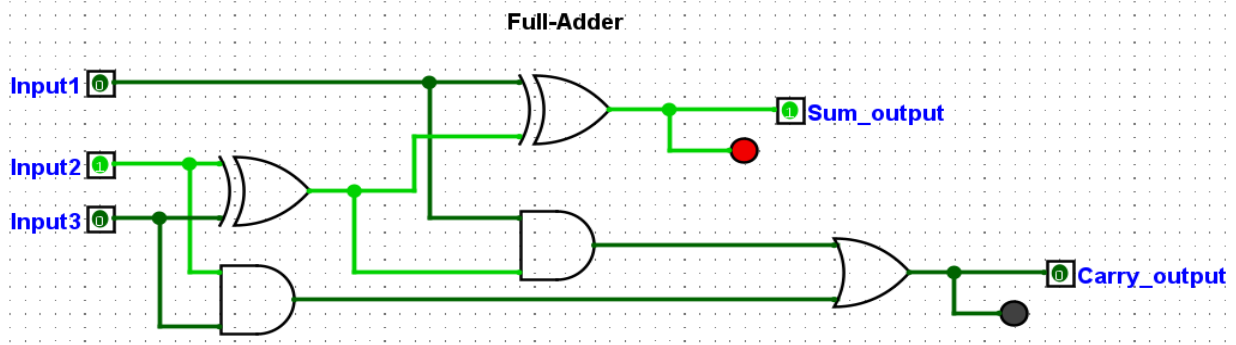 Full-Adder
Input1 0
1 Sum_output
Input2 1
Input3 0
0 Carry_output